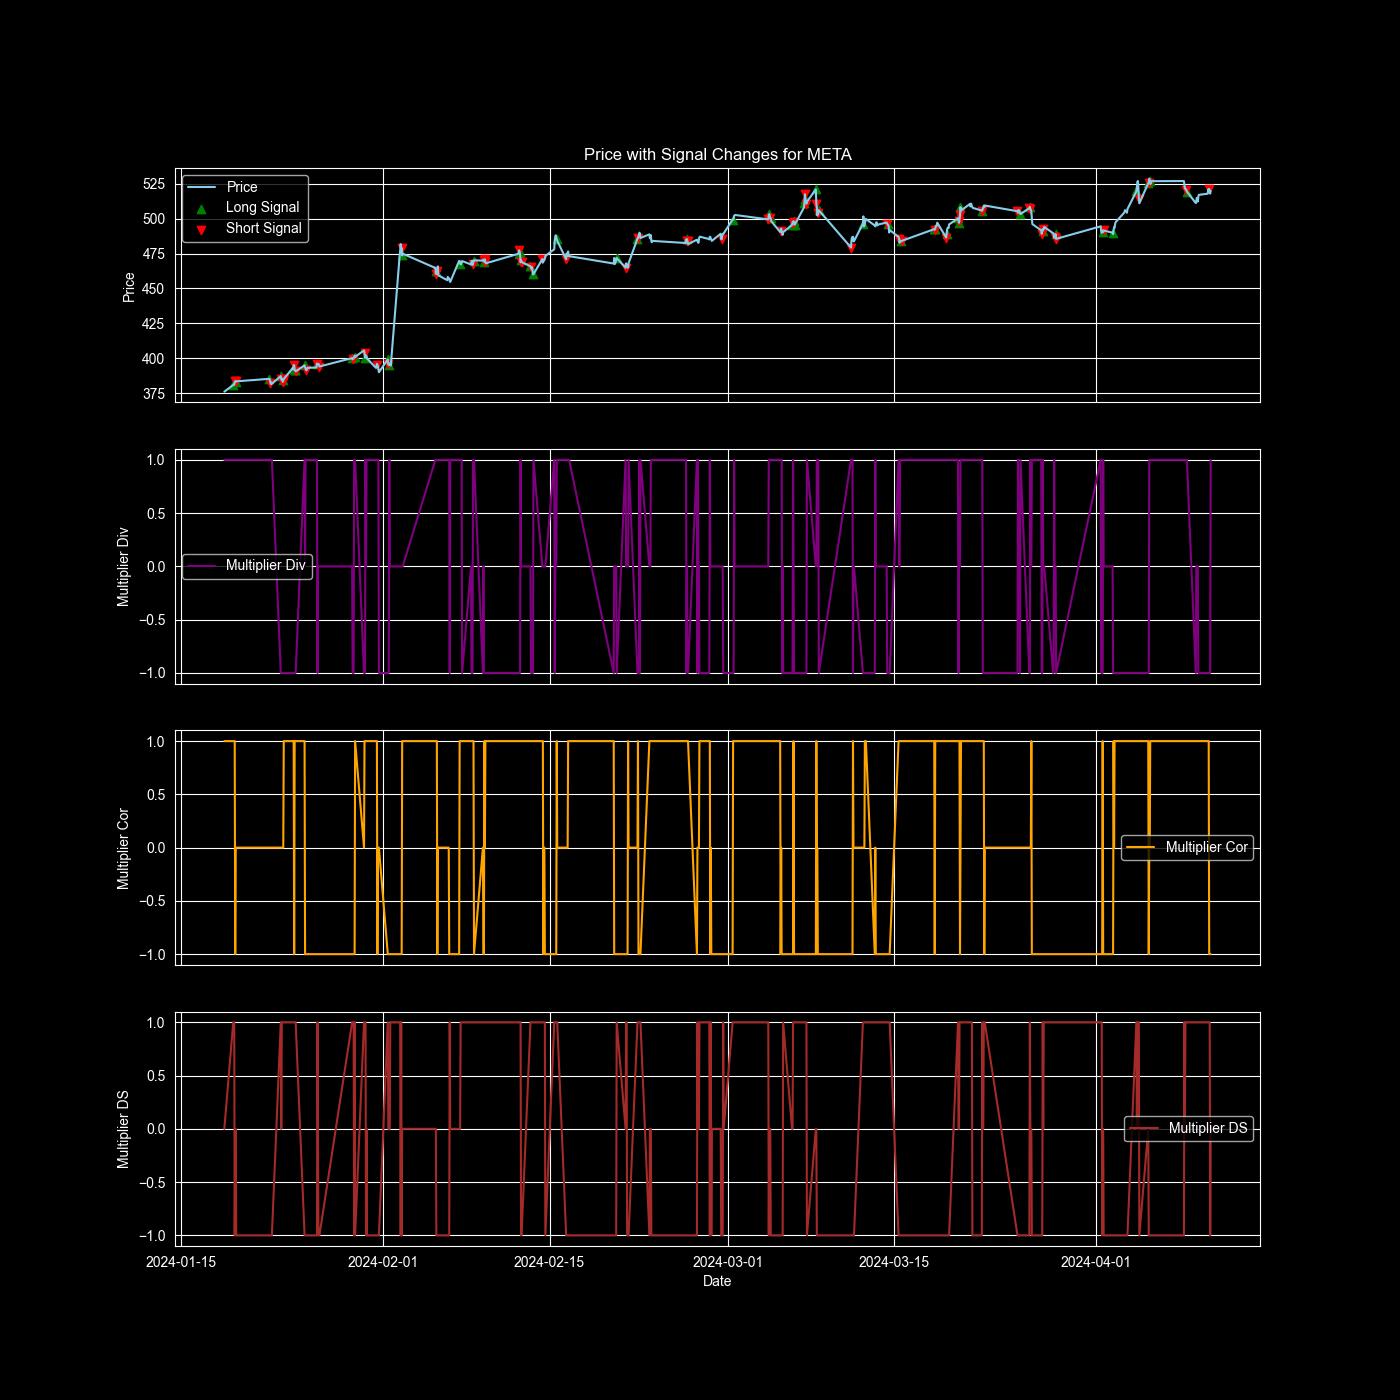 Price with Signal Changes for META
Price
Long Signal
Short Signal
Price
525
500
475
450
425
400
375
Multiplier Div
Multiplier Div
1.0
0.5
0.0
−0.5
−1.0
Multiplier Cor
Multiplier Cor
1.0
0.5
0.0
−0.5
−1.0
Multiplier DS
Multiplier DS
1.0
0.5
0.0
−0.5
−1.0
2024-01-15 2024-02-01 2024-02-15 2024-03-01 2024-03-15 2024-04-01
Date